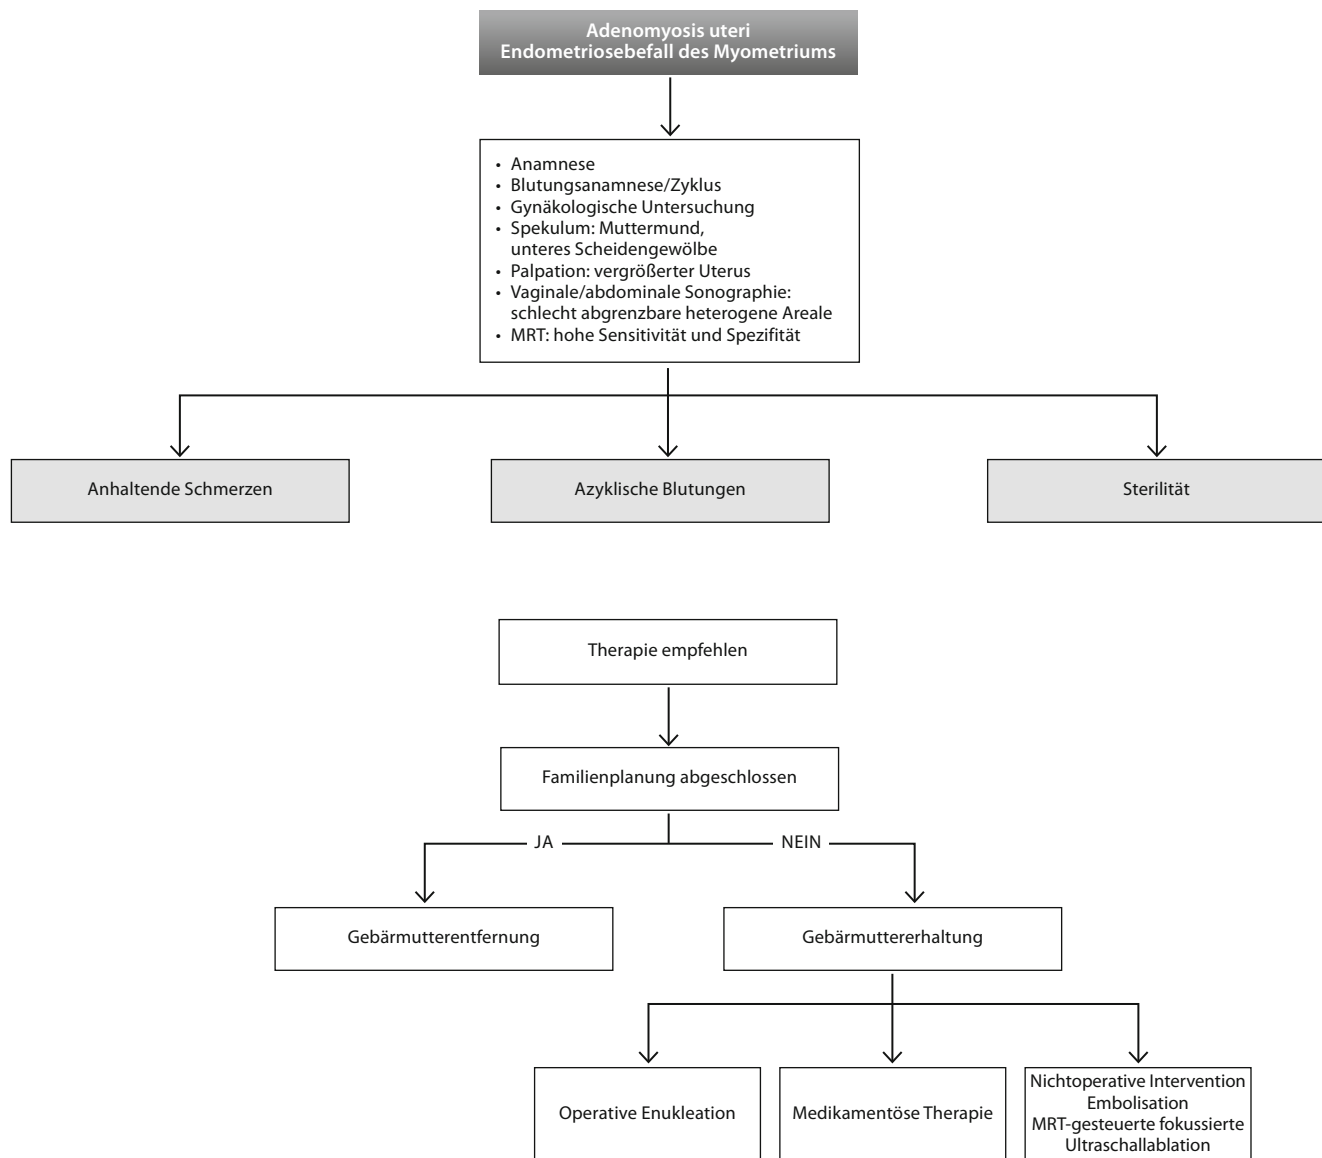 Adenomyosis uteri
Endometriosebefall des Myometriums
• Anamnese
• Blutungsanamnese/Zyklus
• Gynäkologische Untersuchung
• Spekulum: Muttermund,
unteres Scheidengewölbe
• Palpation: vergrößerter Uterus
• Vaginale/abdominale Sonographie:
schlecht abgrenzbare heterogene Areale
• MRT: hohe Sensitivität und Spezifität
Anhaltende Schmerzen
Azyklische Blutungen
Sterilität
Therapie empfehlen
Familienplanung abgeschlossen
JA
NEIN
Gebärmutterentfernung
Gebärmuttererhaltung
Operative Enukleation
Medikamentöse Therapie
Nichtoperative Intervention
Embolisation
MRT-gesteuerte fokussierte
Ultraschallablation